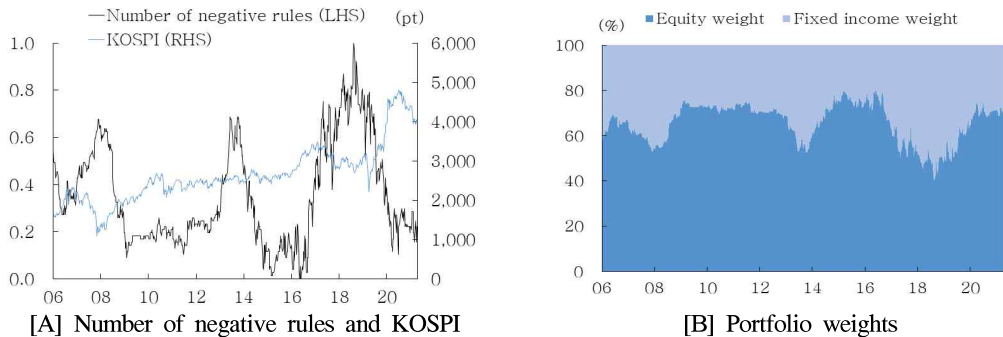 Number of negative rules (LHS)
KOSPI (RHS)
(pt)
1.0
0.8
0.6
0.4
0.2
0.0
6,000
5,000
4,000
3,000
2,000
1,000
0
06 08 10 12 14 16 18 20
[A] Number of negative rules and KOSPI
(%)
Equity weight Fixed income weight
100
80
60
40
20
0
06 08 10 12 14 16 18 20
[B] Portfolio weights